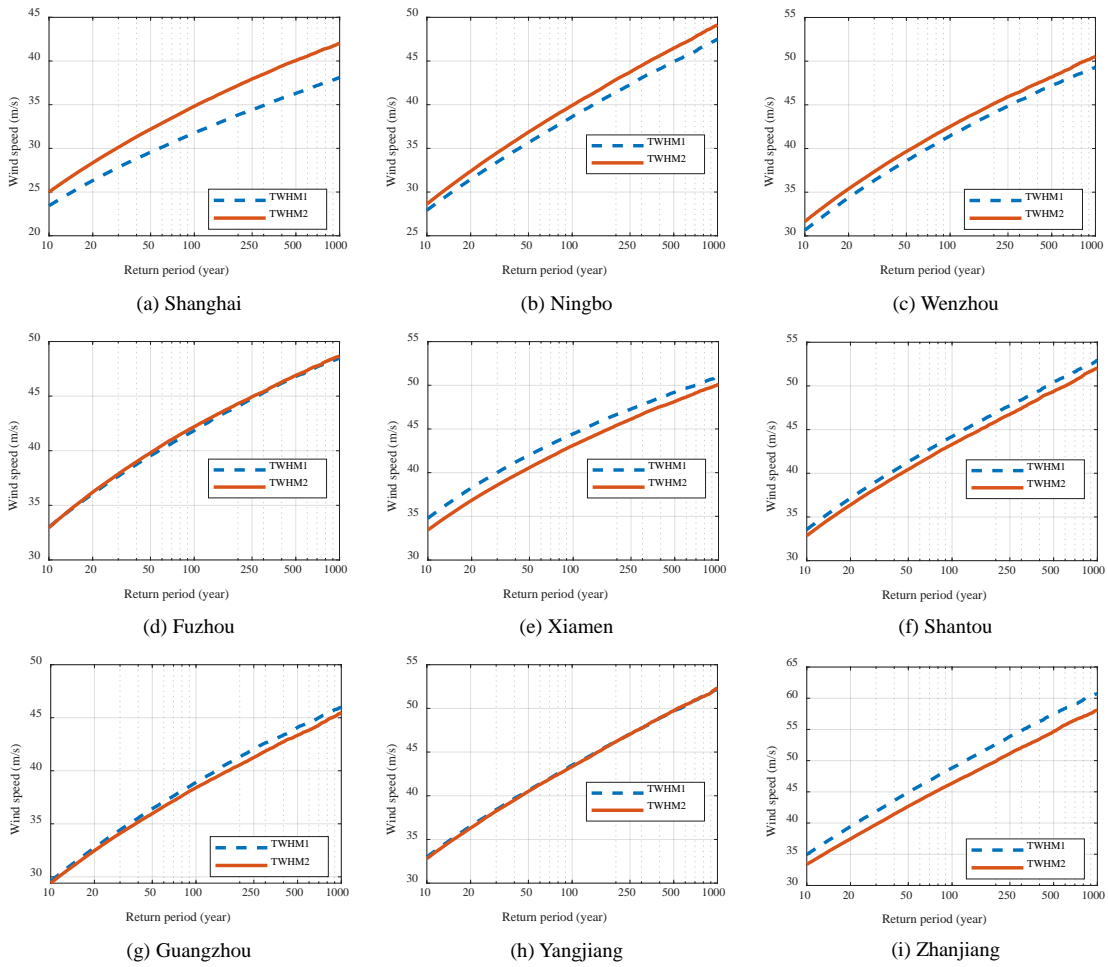 45
40
35
30
25
20
Wind speed (m/s)
TWHM1
TWHM2
10 20 50 100 250 500 1000
Return period (year)
(a) Shanghai
55
50
45
40
35
30
25
Wind speed (m/s)
TWHM1
TWHM2
10 20 50 100 250 500 1000
Return period (year)
(b) Ningbo
55
50
45
40
35
30
Wind speed (m/s)
TWHM1
TWHM2
10 20 50 100 250 500 1000
Return period (year)
(c) Wenzhou
50
45
40
35
30
Wind speed (m/s)
TWHM1
TWHM2
10 20 50 100 250 500 1000
Return period (year)
(d) Fuzhou
55
50
45
40
35
30
Wind speed (m/s)
TWHM1
TWHM2
10 20 50 100 250 500 1000
Return period (year)
(e) Xiamen
55
50
45
40
35
30
Wind speed (m/s)
TWHM1
TWHM2
10 20 50 100 250 500 1000
Return period (year)
(f) Shantou
50
45
40
35
30
Wind speed (m/s)
TWHM1
TWHM2
10 20 50 100 250 500 1000
Return period (year)
(g) Guangzhou
55
50
45
40
35
30
Wind speed (m/s)
TWHM1
TWHM2
10 20 50 100 250 500 1000
Return period (year)
(h) Yangjiang
65
60
55
50
45
40
35
30
Wind speed (m/s)
TWHM1
TWHM2
10 20 50 100 250 500 1000
Return period (year)
(i) Zhanjiang